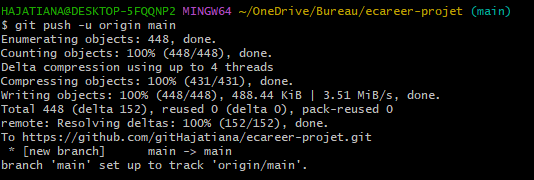 HAJATIANA@DESKTOP-5FQQNP2 MINGW64 ~/OneDrive/Bureau/ecareer-projet (main)
$ git push -u origin main
Enumerating objects: 448, done.
Counting objects: 100% (448/448), done.
Delta compression using up to 4 threads
Compressing objects: 100% (431/431), done.
Writing objects: 100% (448/448), 488.44 KiB | 3.51 MiB/s, done.
Total 448 (delta 152), reused 0 (delta 0), pack-reused 0
remote: Resolving deltas: 100% (152/152), done.
To https://github.com/gitHajatiana/ecareer-projet.git
 * [new branch]      main -> main
branch 'main' set up to track 'origin/main'.